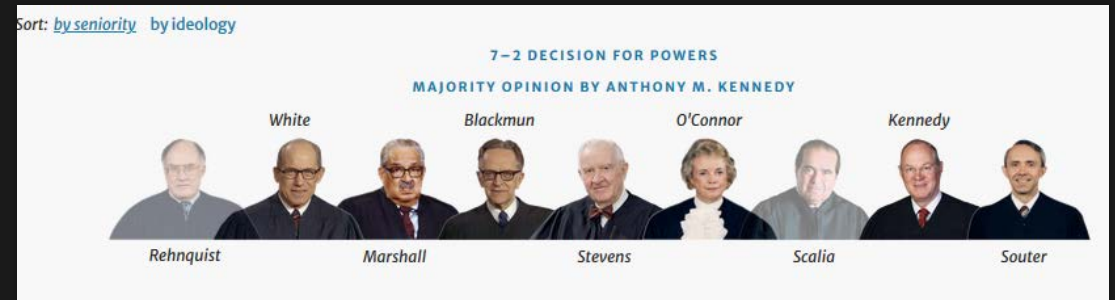 Sort: by seniority by ideology
7–2 DECISION FOR POWERS
MAJORITY OPINION BY ANTHONY M. KENNEDY
White Blackmun O'Connor Kennedy
Rehnquist Marshall Stevens Scalia Souter